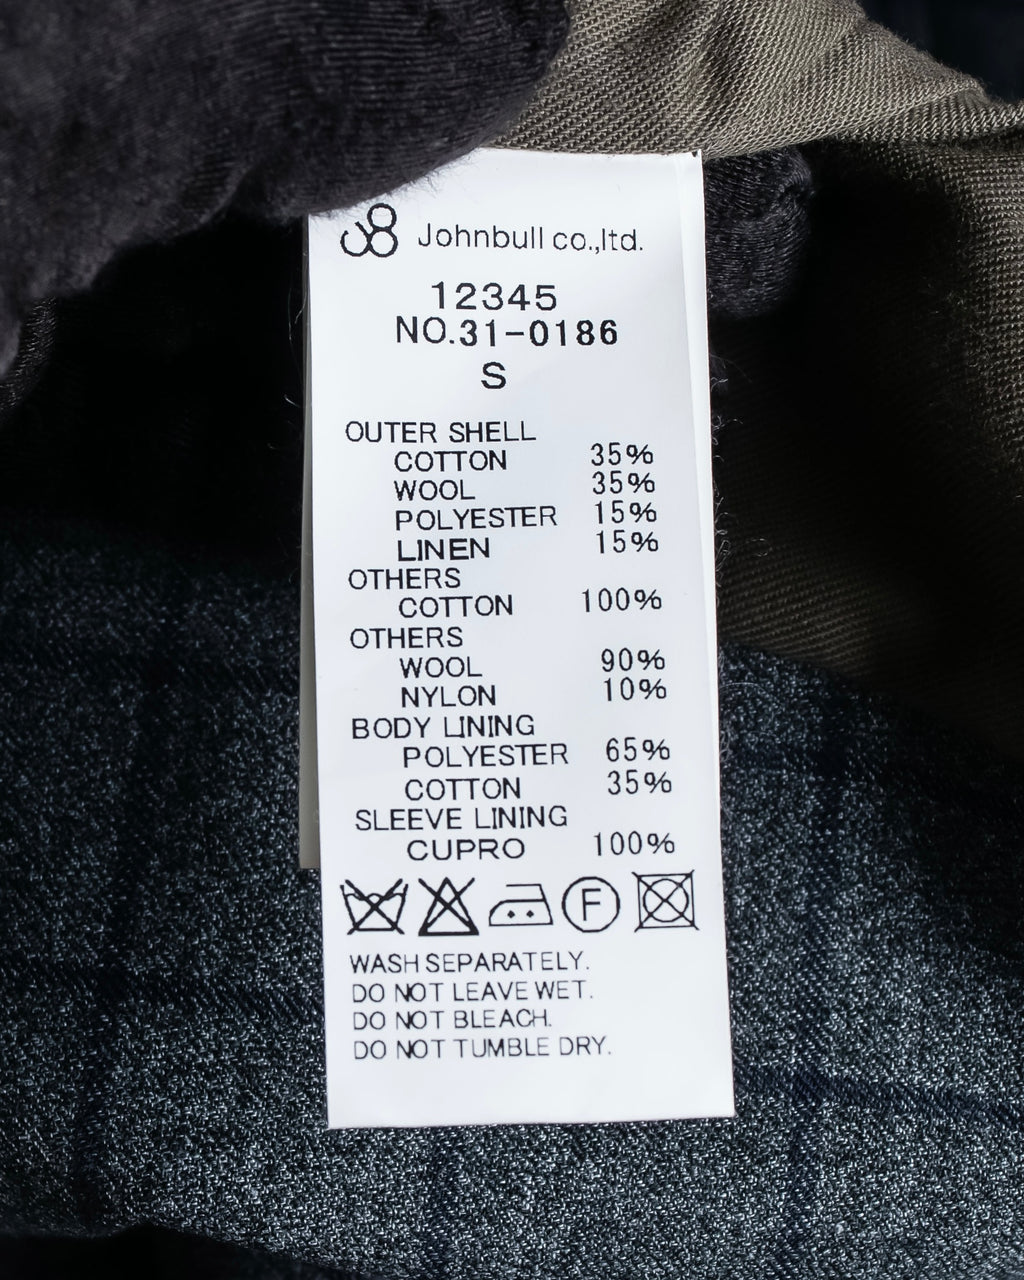 Johnbull co.,ltd.
12345
NO.31-0186
S
OUTER SHELL
COTTON 35%
WOOL 35%
POLYESTER 15%
LINEN 15%
OTHERS
COTTON 100%
OTHERS
WOOL 90%
NYLON 10%
BODY LINING
POLYESTER 65%
COTTON 35%
SLEEVE LINING
CUPRO 100%
F
WASH SEPARATELY.
DO NOT LEAVE WET.
DO NOT BLEACH.
DO NOT TUMBLE DRY.